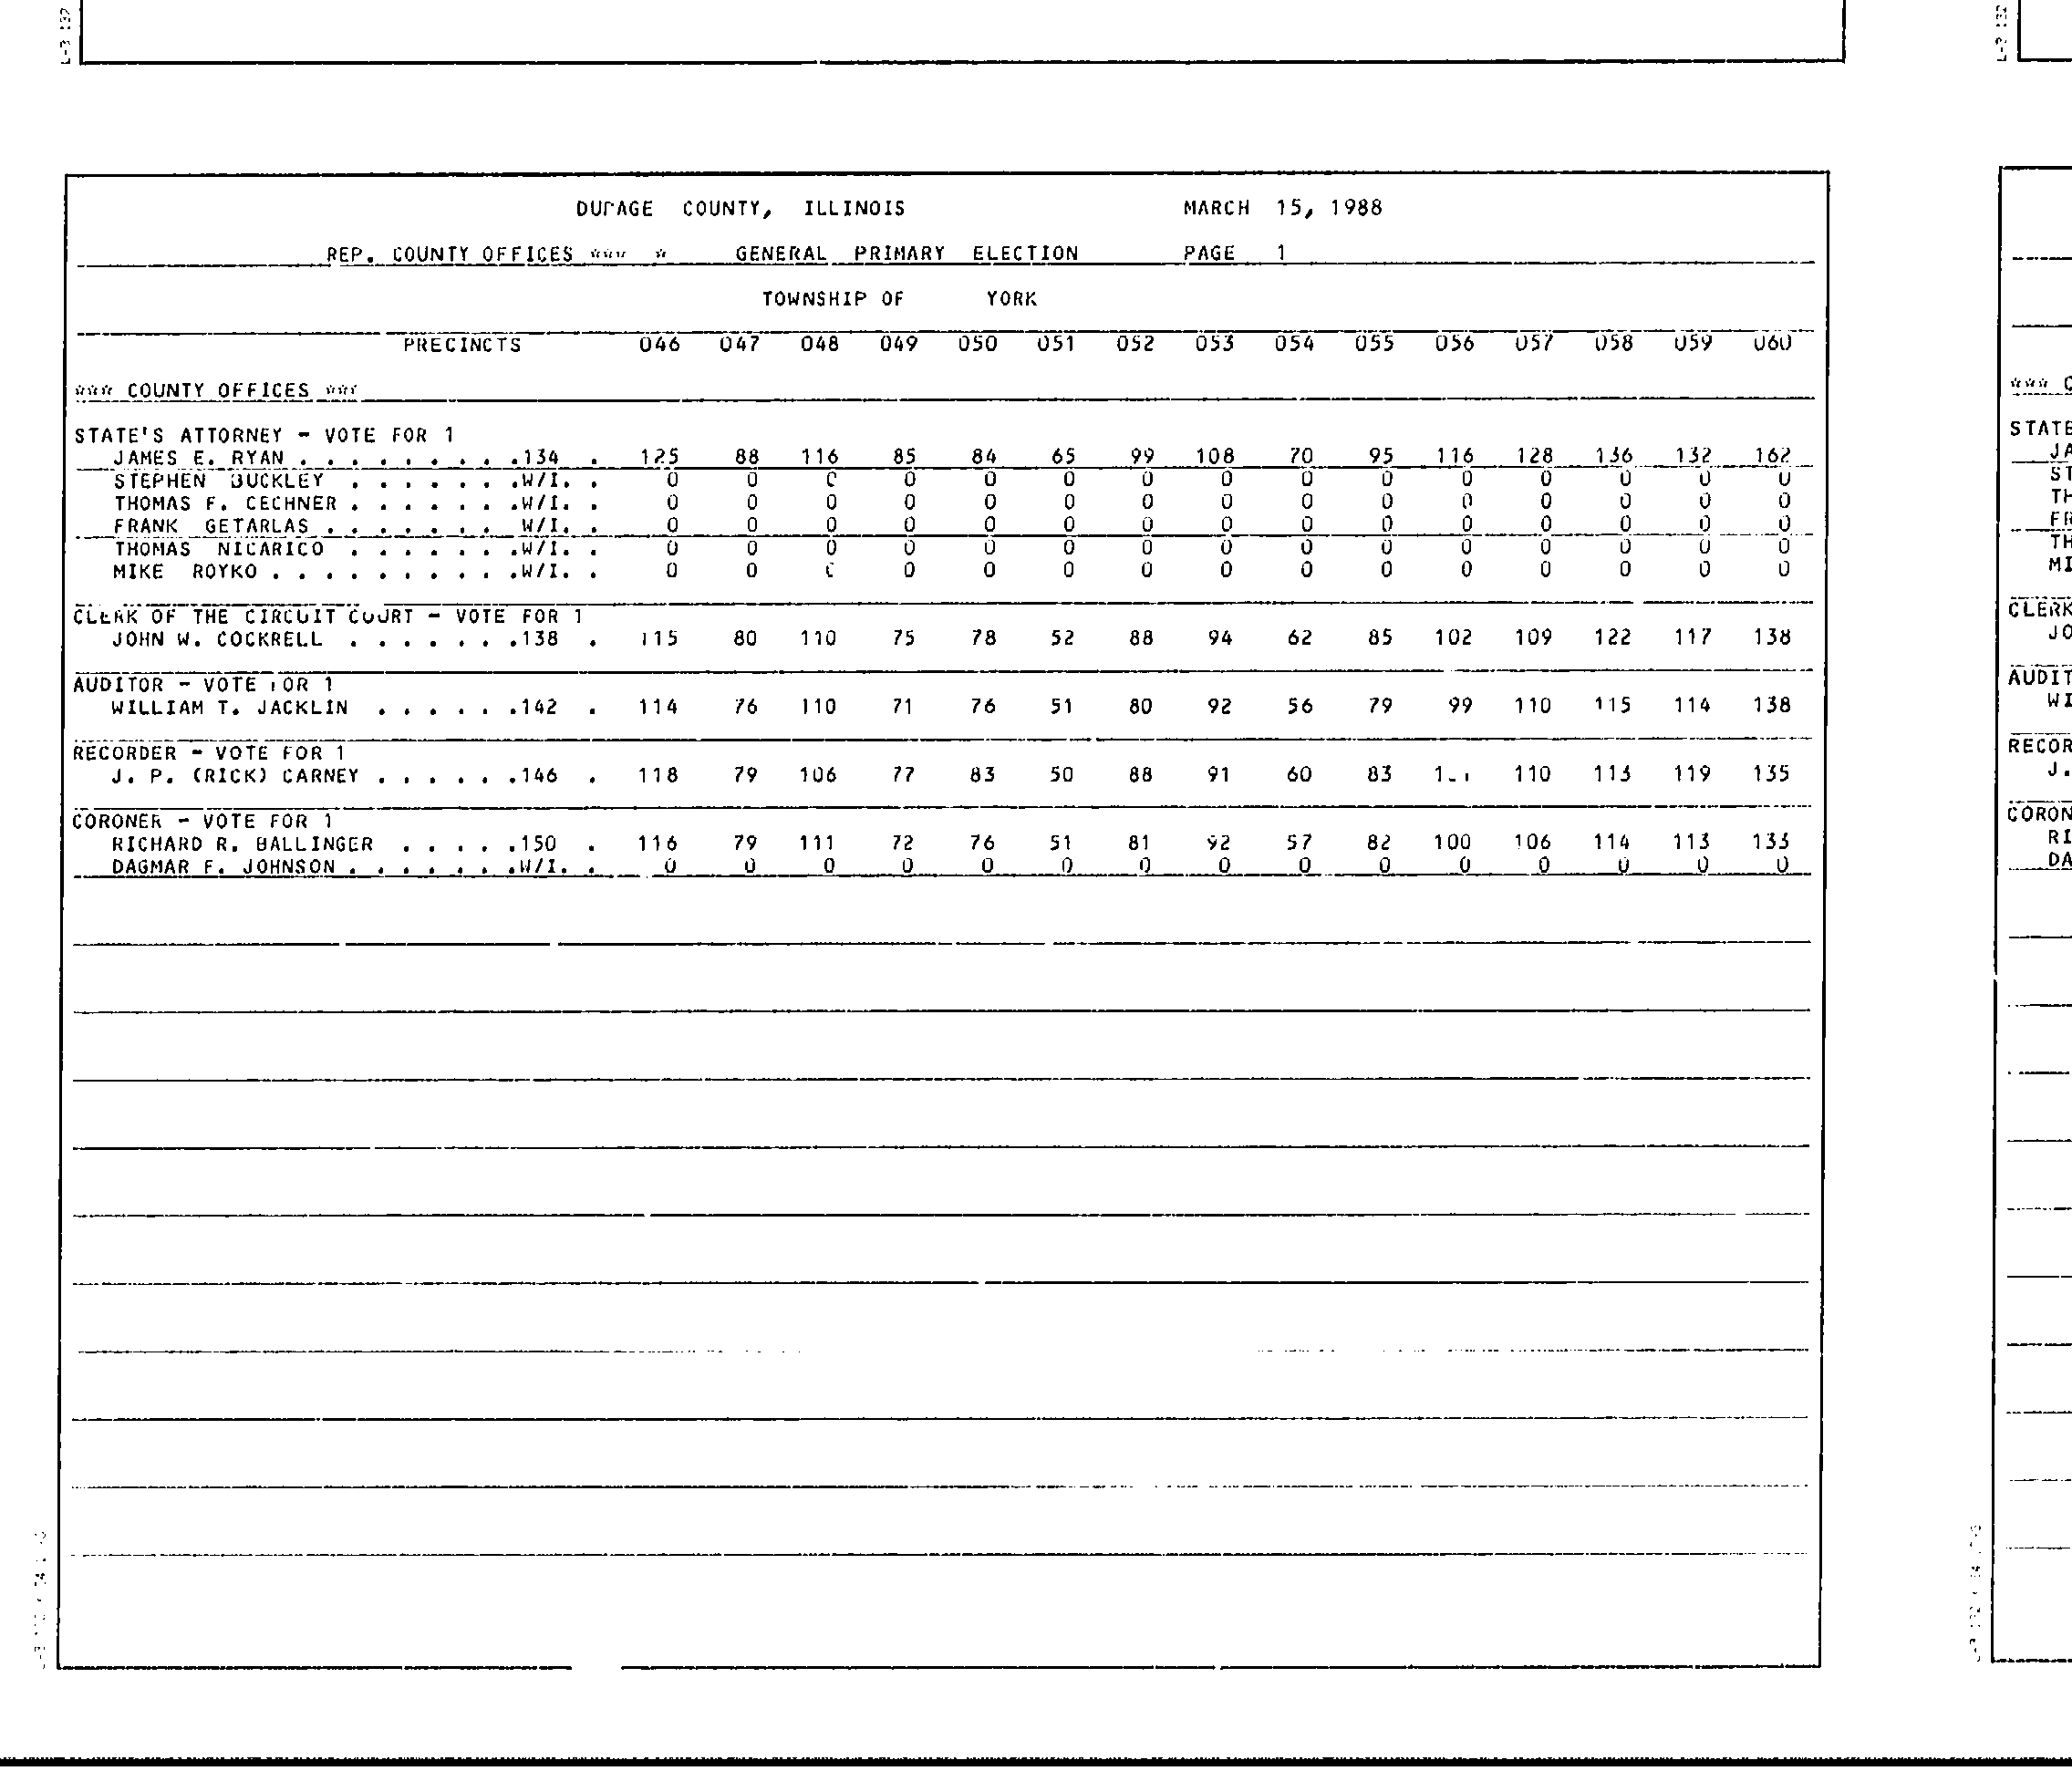 L-3 132
DUPAGE COUNTY, ILLINOIS MARCH 15, 1988
REP. COUNTY OFFICES *** * GENERAL PRIMARY ELECTION PAGE 1
TOWNSHIP OF YORK
PRECINCTS 046 047 048 049 050 051 052 053 054 055 056 057 058 059 060
*** COUNTY OFFICES ***
STATE'S ATTORNEY - VOTE FOR 1
JAMES E. RYAN . . . . . . . . .134 . 125 88 116 85 84 65 99 108 70 95 116 128 136 132 162
STEPHEN BUCKLEY . . . . . . .W/I. . 0 0 0 0 0 0 0 0 0 0 0 0 0 0 0
THOMAS F. CECHNER . . . . . . .W/I. . 0 0 0 0 0 0 0 0 0 0 0 0 0 0 0
FRANK GETARLAS . . . . . . . W/I. . 0 0 0 0 0 0 0 0 0 0 0 0 0 0 0
THOMAS NICARICO . . . . . . .W/I. . 0 0 0 0 0 0 0 0 0 0 0 0 0 0 0
MIKE ROYKO . . . . . . . . . .W/I. . 0 0 0 0 0 0 0 0 0 0 0 0 0 0 0
CLERK OF THE CIRCUIT COURT - VOTE FOR 1
JOHN W. COCKRELL . . . . . . .138 . 115 80 110 75 78 52 88 94 62 85 102 109 122 117 138
AUDITOR - VOTE FOR 1
WILLIAM T. JACKLIN . . . . . .142 . 114 76 110 71 76 51 80 92 56 79 99 110 115 114 138
RECORDER - VOTE FOR 1
J. P. (RICK) CARNEY . . . . . .146 . 118 79 106 77 83 50 88 91 60 83 110 113 119 135
CORONER - VOTE FOR 1
RICHARD R. BALLINGER . . . . .150 . 116 79 111 72 76 51 81 92 57 82 100 106 114 113 133
DAGMAR F. JOHNSON . . . . . . .W/I. . 0 0 0 0 0 0 0 0 0 0 0 0 0 0 0
L-3 132
*** C
STATE
JA
ST
TH
FR
TH
MI
CLERK
JO
AUDIT
WI
RECOR
J.
CORON
RI
DA